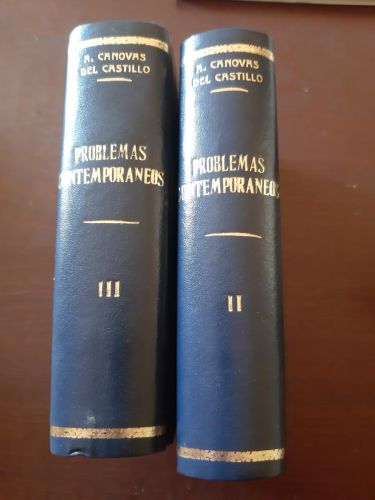 A. CANOVAS
DEL CASTILLO
PROBLEMAS
CONTEMPORANEOS
III
A. CANOVAS
DEL CASTILLO
PROBLEMAS
CONTEMPORANEOS
II